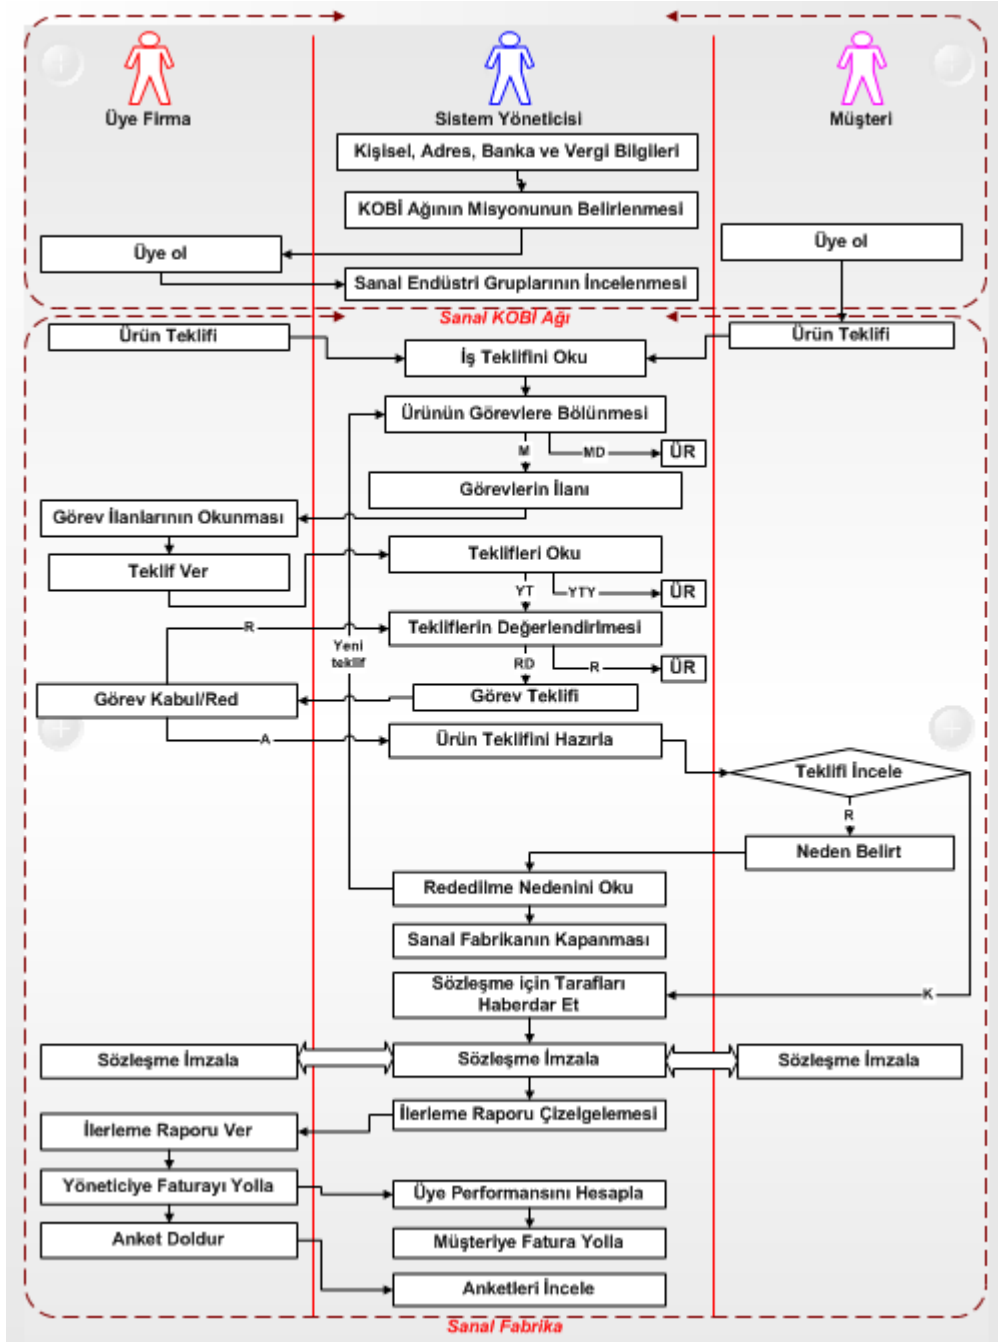 Üye Firma
Sistem Yöneticisi
Müşteri
Kişisel, Adres, Banka ve Vergi Bilgileri
KOBİ Ağının Misyonunun Belirlenmesi
Üye ol
Üye ol
Sanal Endüstri Gruplarının İncelenmesi
Sanal KOBİ Ağı
Ürün Teklifi
Ürün Teklifi
İş Teklifini Oku
Ürünün Görevlere Bölünmesi
M
MD
ÜR
Görevlerin İlanı
Görev İlanlarının Okunması
Teklifleri Oku
Teklif Ver
YT
YTY
ÜR
R
Tekliflerin Değerlendirilmesi
Yeni
teklif
RD
R
ÜR
Görev Kabul/Red
Görev Teklifi
A
Ürün Teklifini Hazırla
Teklifi İncele
R
Neden Belirt
Rededilme Nedenini Oku
Sanal Fabrikanın Kapanması
Sözleşme için Tarafları
Haberdar Et
K
Sözleşme İmzala
Sözleşme İmzala
Sözleşme İmzala
İlerleme Raporu Çizelgelemesi
İlerleme Raporu Ver
Yöneticiye Faturayı Yolla
Üye Performansını Hesapla
Anket Doldur
Müşteriye Fatura Yolla
Anketleri İncele
Sanal Fabrika